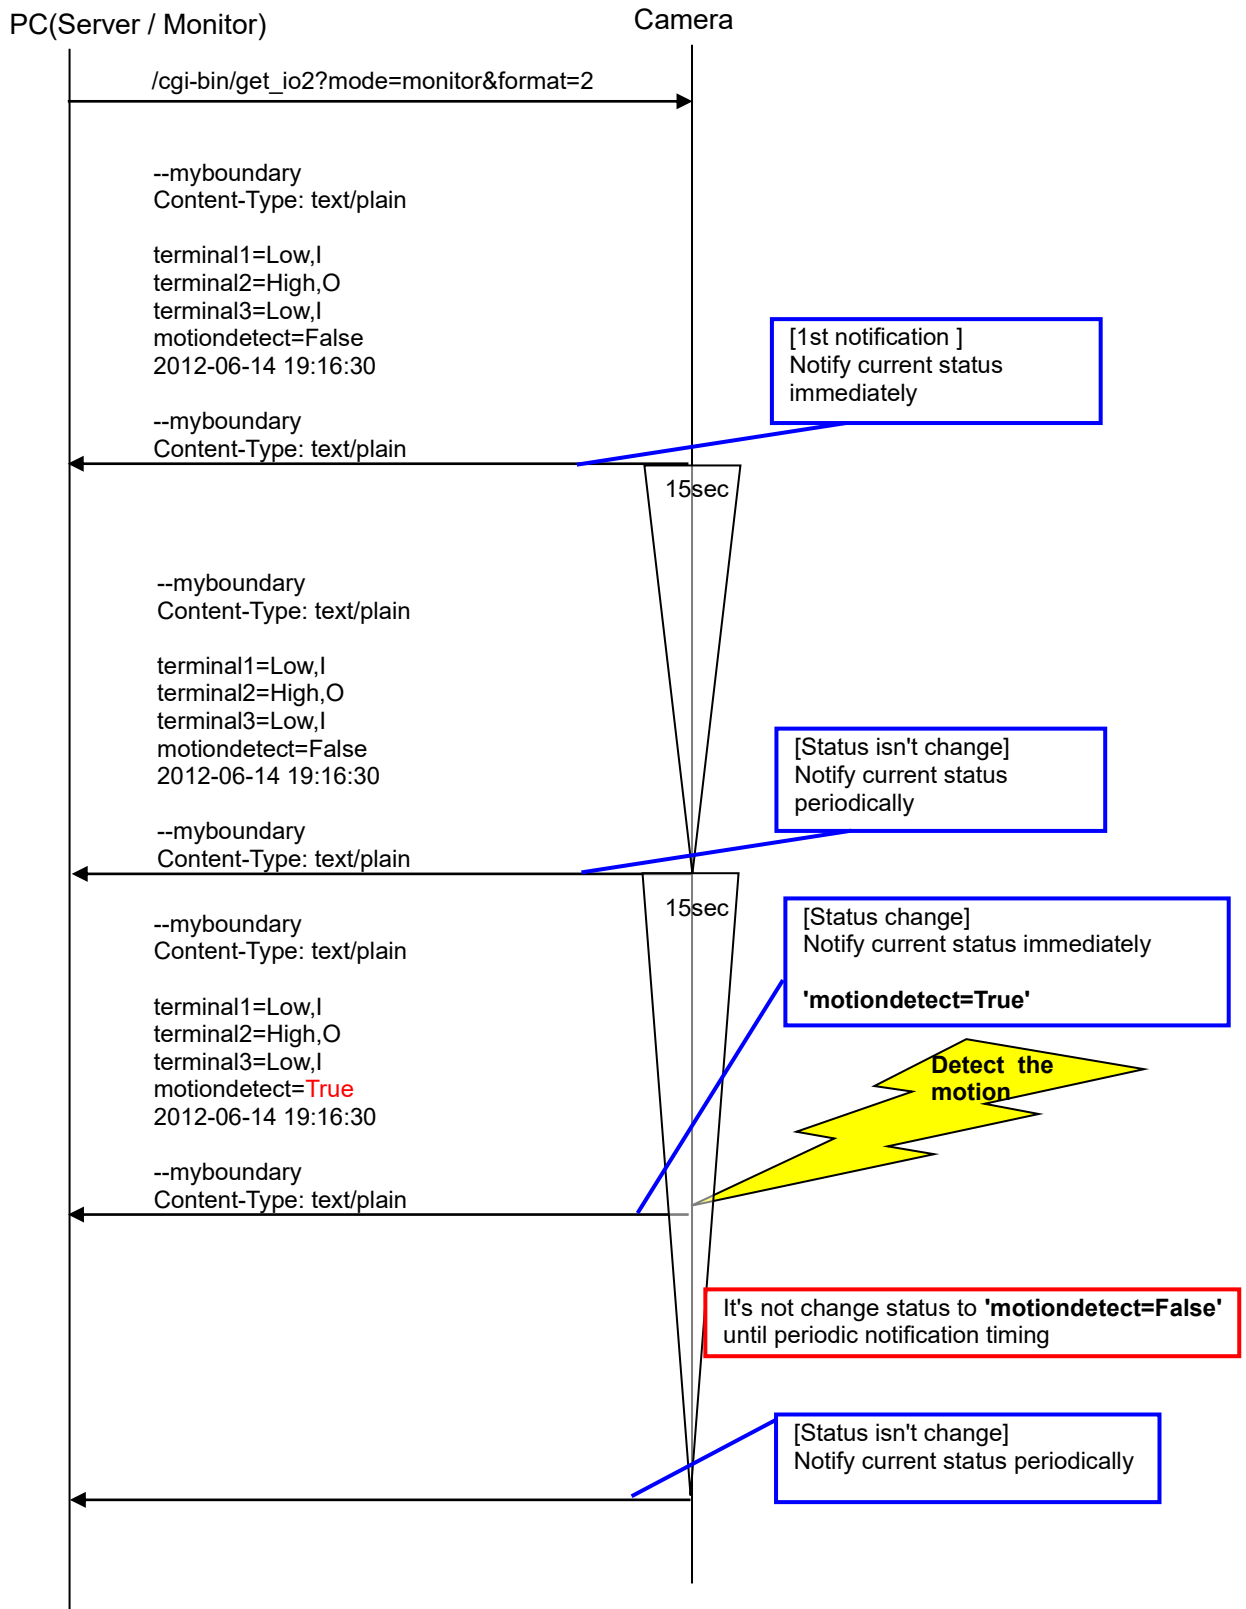 PC(Server / Monitor)
Camera
/cgi-bin/get_io2?mode=monitor&format=2
--myboundary
Content-Type: text/plain
terminal1=Low,I
terminal2=High,O
terminal3=Low,I
motiondetect=False
2012-06-14 19:16:30
--myboundary
Content-Type: text/plain
[1st notification ]
Notify current status
immediately
15sec
--myboundary
Content-Type: text/plain
terminal1=Low,I
terminal2=High,O
terminal3=Low,I
motiondetect=False
2012-06-14 19:16:30
--myboundary
Content-Type: text/plain
[Status isn't change]
Notify current status
periodically
15sec
--myboundary
Content-Type: text/plain
terminal1=Low,I
terminal2=High,O
terminal3=Low,I
motiondetect=True
2012-06-14 19:16:30
--myboundary
Content-Type: text/plain
[Status change]
Notify current status immediately
'motiondetect=True'
Detect the
motion
It's not change status to 'motiondetect=False'
until periodic notification timing
[Status isn't change]
Notify current status periodically